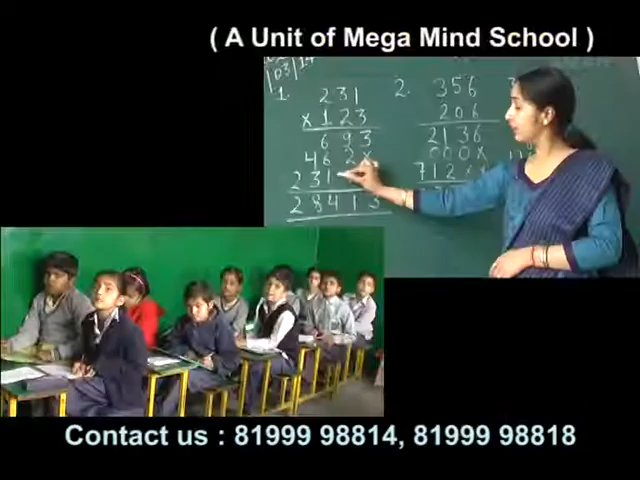 ( A Unit of Mega Mind School )
1. 231
x 123
693
462x
231
28413
2. 356
206
2136
000x
712
Contact us : 81999 98814, 81999 98818